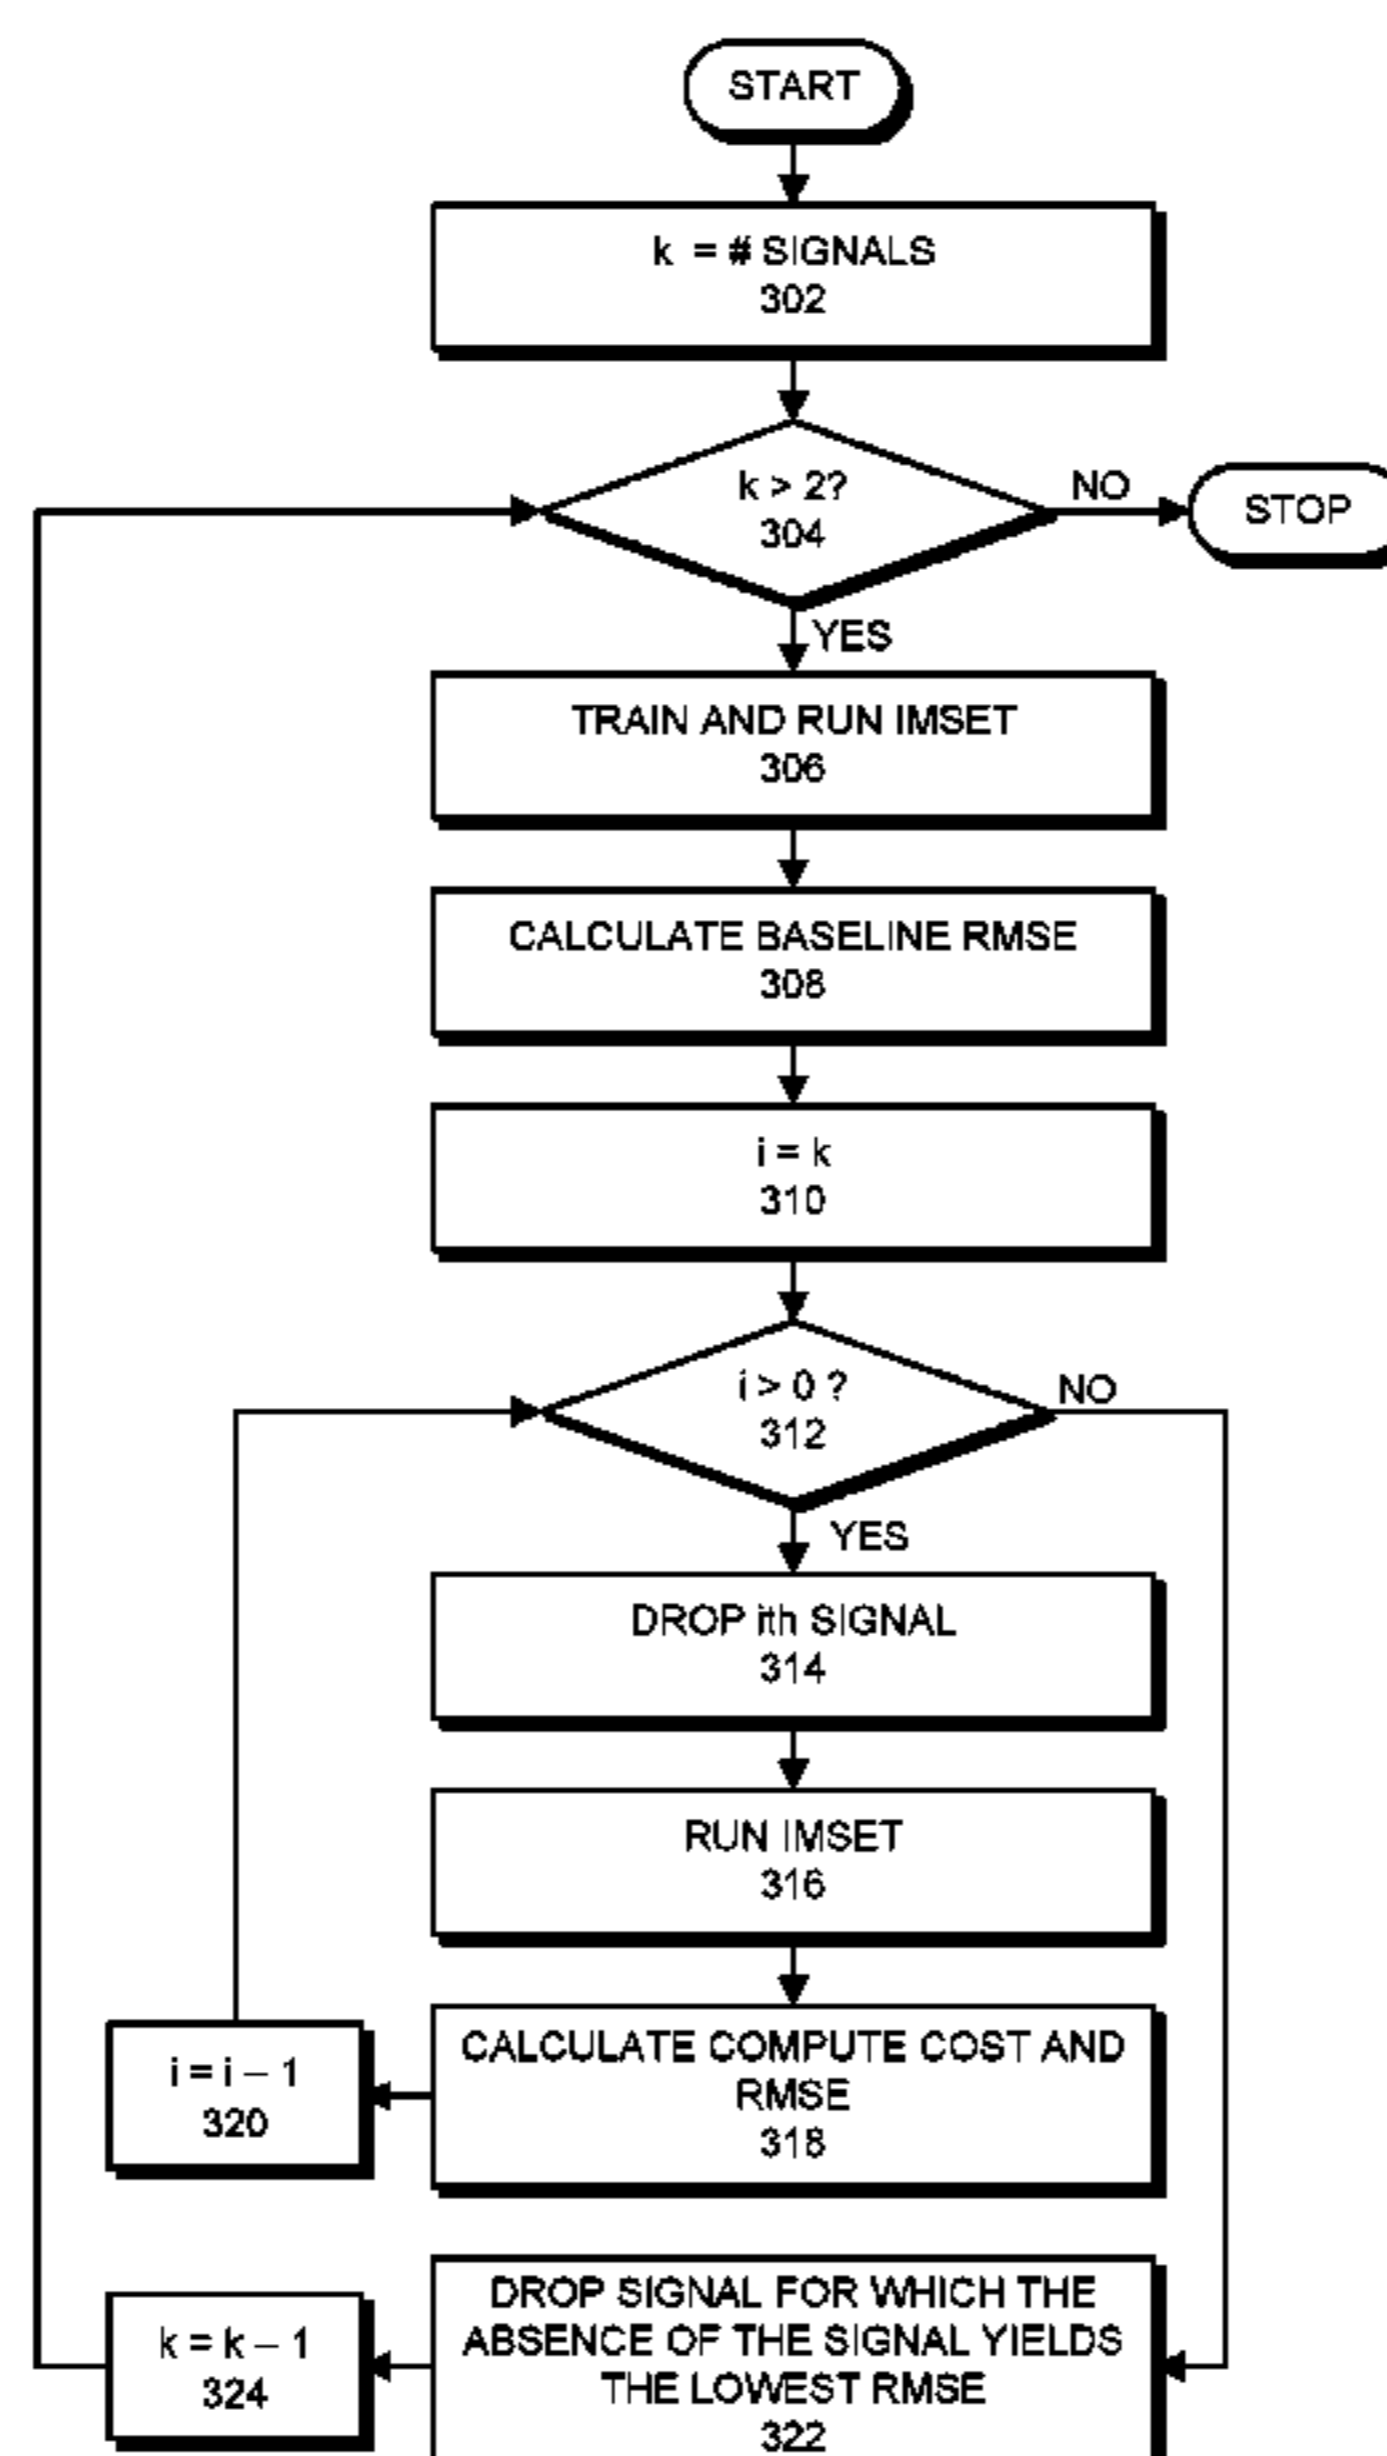 START
k = # SIGNALS
302
k > 2?
304
NO
STOP
YES
TRAIN AND RUN IMSET
306
CALCULATE BASELINE RMSE
308
i = k
310
i > 0 ?
312
NO
YES
DROP ith SIGNAL
314
RUN IMSET
316
CALCULATE COMPUTE COST AND
RMSE
318
i = i – 1
320
DROP SIGNAL FOR WHICH THE
ABSENCE OF THE SIGNAL YIELDS
THE LOWEST RMSE
322
k = k – 1
324